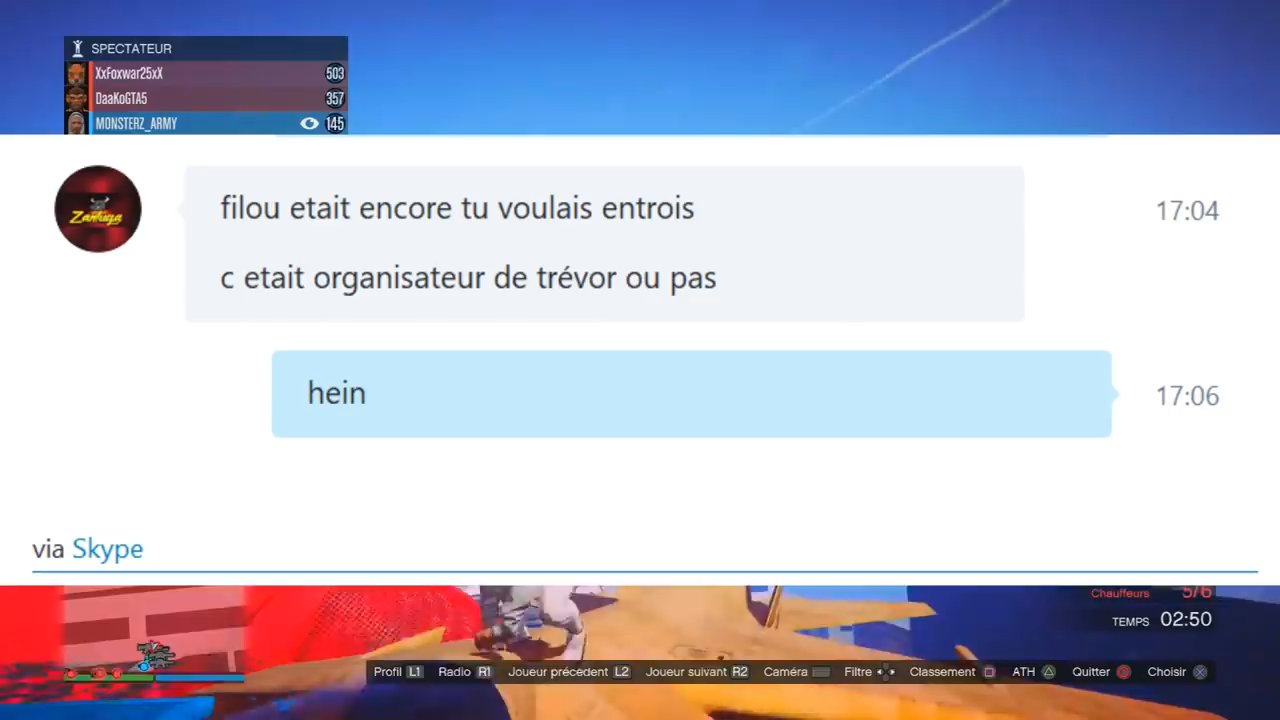 SPECTATEUR
XxFoxwar25xX 503
DaaKoGTA5 357
MONSTERZ_ARMY 145
Zantuga
filou etait encore tu voulais entrois
17:04
c etait organisateur de trévor ou pas
hein
17:06
via Skype
Chauffeurs 5/6
TEMPS 02:50
Profil L1 Radio R1 Joueur précédent L2 Joueur suivant R2 Caméra Filtre Classement ATH Quitter Choisir